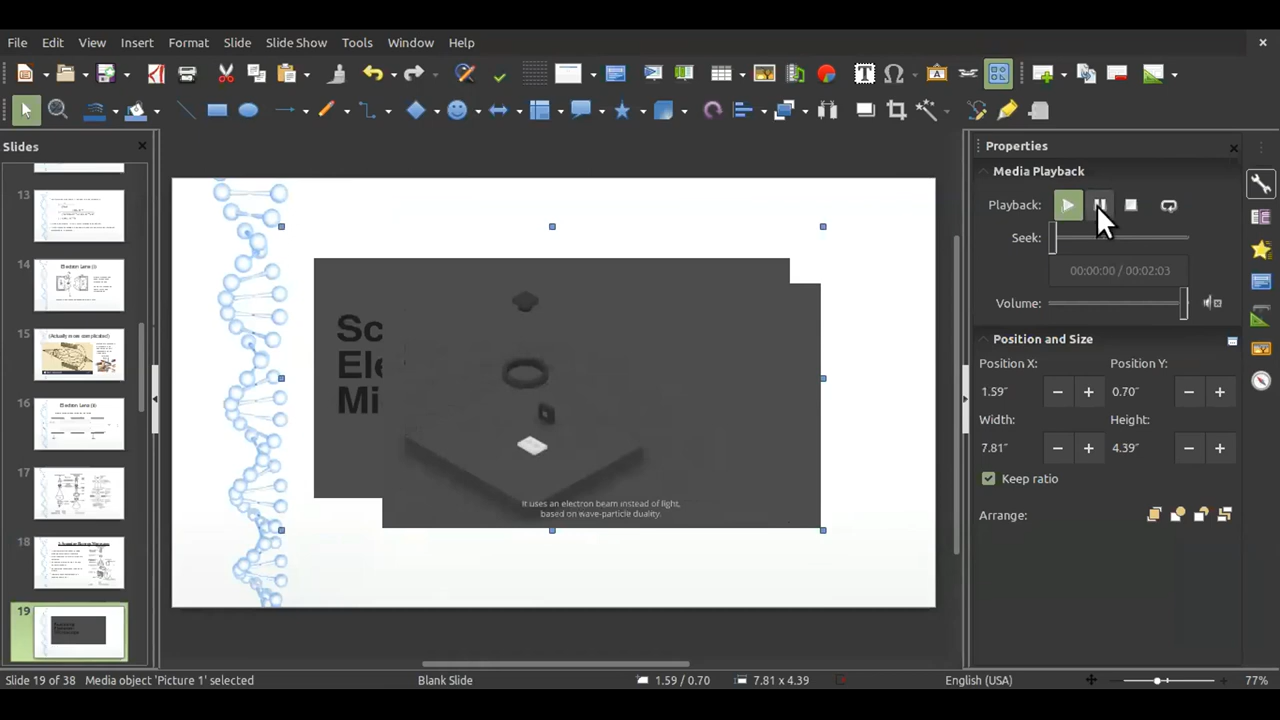 File Edit View Insert Format Slide Slide Show Tools Window Help
Slides
13
14
Electron Lens (I)
15
(Actually more complicated)
16
Electron Lens (II)
17
18
19
Sc
Ele
Mi
It uses an electron beam instead of light,
based on wave-particle duality.
Properties
Media Playback
Playback:
Seek:
00:00:00 / 00:02:03
Volume:
Position and Size
Position X: Position Y:
1.59″ 0.70″
Width: Height:
7.81″ 4.39″
Keep ratio
Arrange:
Slide 19 of 38 Media object 'Picture 1' selected Blank Slide 1.59 / 0.70 7.81 x 4.39 English (USA) 77%